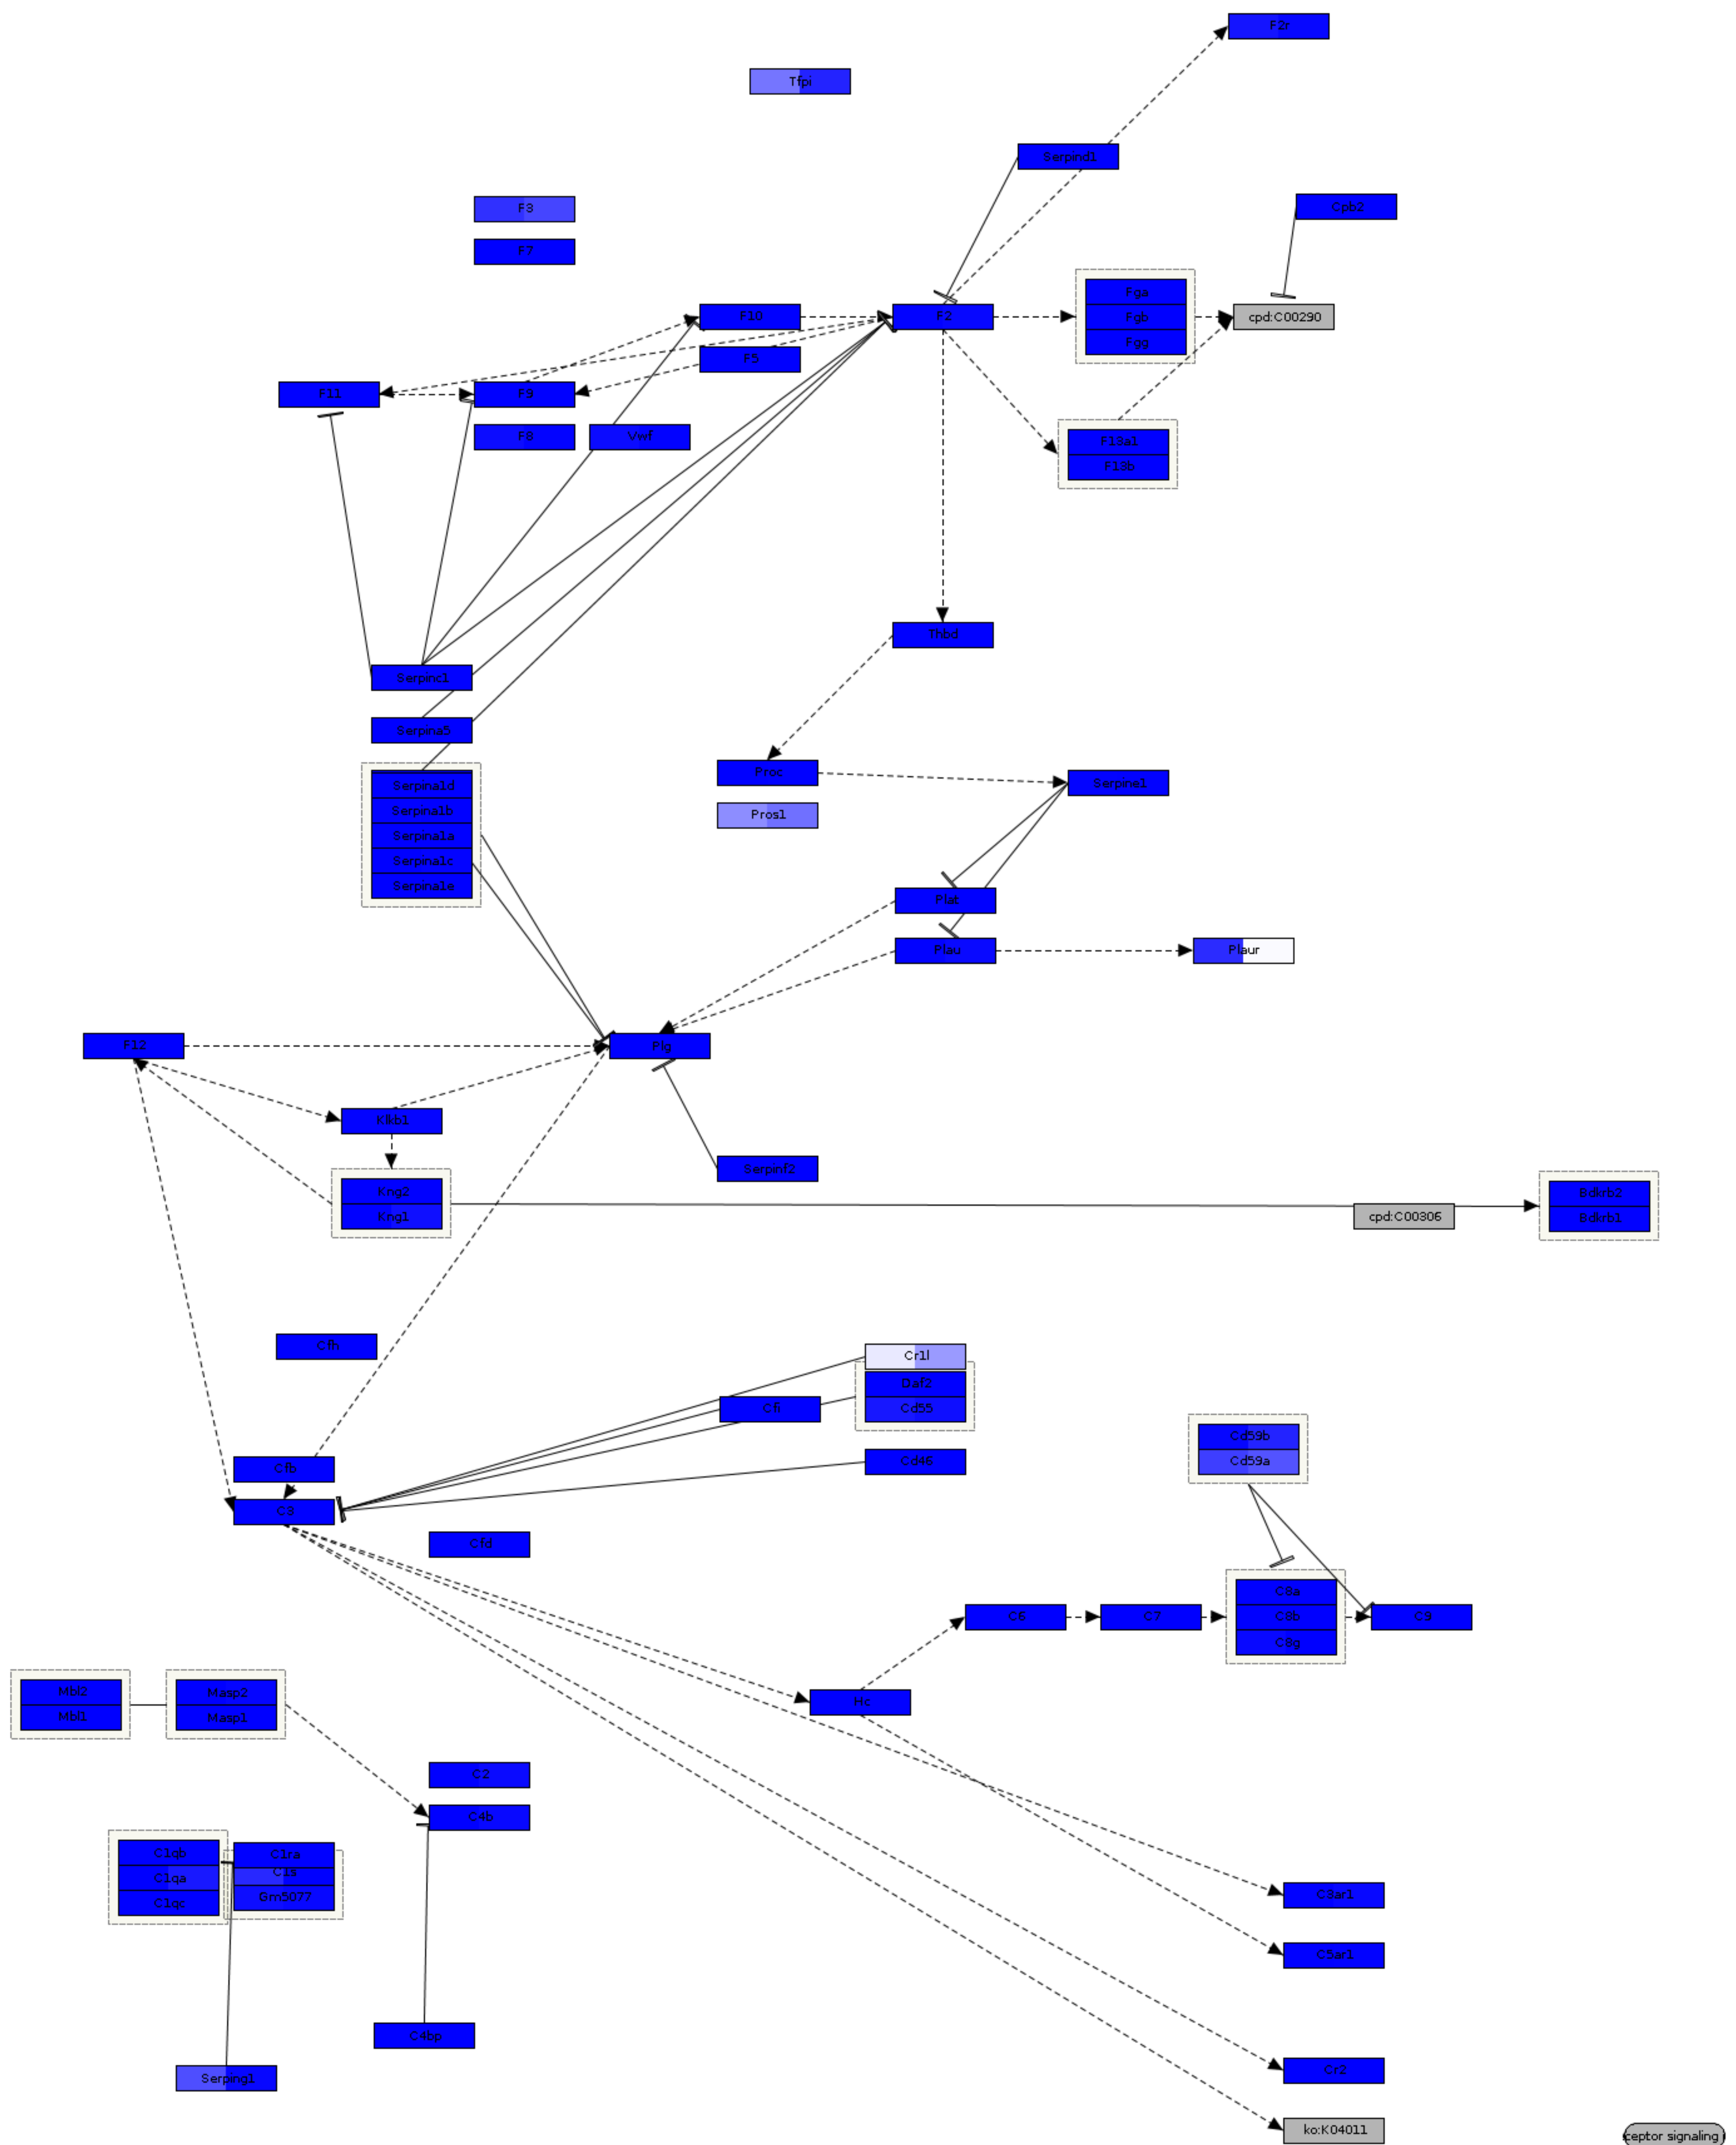 F2r
Tfpi
Serpind1
Cpb2
F3
F7
Fga
Fgb
Fgg
F10
F2
cpd:C00290
F5
F11
F9
F8
Vwf
F13a1
F13b
Thbd
Serpinc1
Serpina5
Proc
Serpine1
Pros1
Serpina1d
Serpina1b
Serpina1a
Serpina1c
Serpina1e
Plat
Plau
Plaur
F12
Plg
Klkb1
Serpinf2
Kng2
Kng1
cpd:C00306
Bdkrb2
Bdkrb1
Cfh
Cr1l
Daf2
Cd55
Cfi
Cd59b
Cd59a
Cd46
Cfb
C3
Cfd
C8a
C8b
C8g
C6
C7
C9
Mbl2
Mbl1
Masp2
Masp1
Hc
C2
C4b
C1qb
C1qa
C1qc
C1ra
C1s
Gm5077
C3ar1
C5ar1
C4bp
Serping1
Cr2
ko:K04011
ceptor signaling